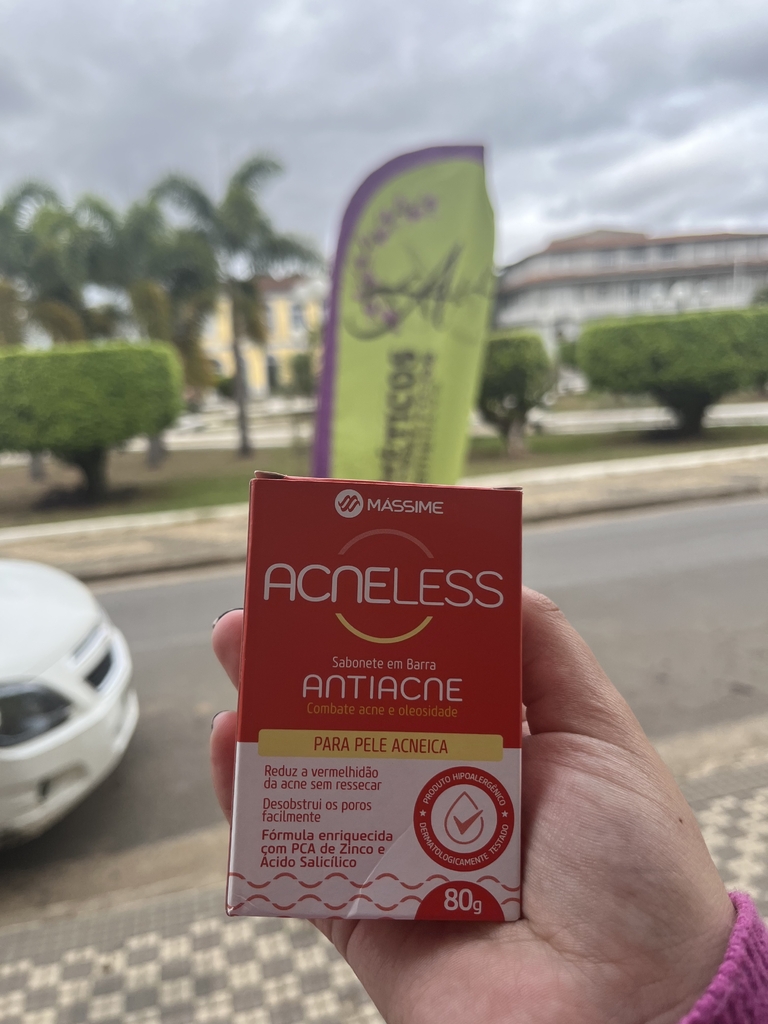 MÁSSIME
ACNELESS
Sabonete em Barra
ANTIACNE
Combate acne e oleosidade
PARA PELE ACNEICA
Reduz a vermelhidão
da acne sem ressecar
Desobstrui os poros
facilmente
Fórmula enriquecida
com PCA de Zinco e
Ácido Salicílico
PRODUTO HIPOALERGÊNICO
DERMATOLOGICAMENTE TESTADO
80g